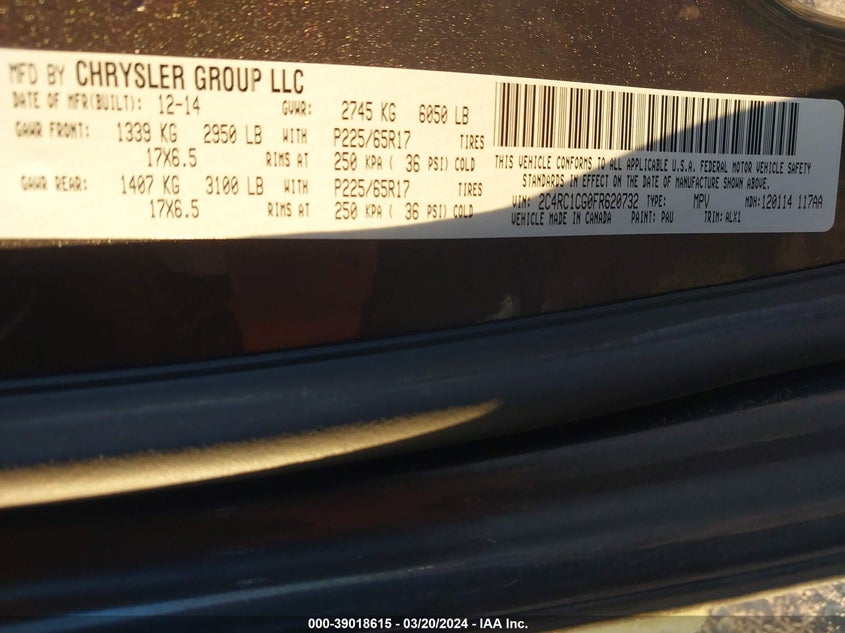 MFD BY CHRYSLER GROUP LLC
DATE OF MFR(BUILT): 12-14 GVWR: 2745 KG 6050 LB
GAWR FRONT: 1339 KG 2950 LB WITH P225/65R17 TIRES
17X6.5 RIMS AT 250 KPA ( 36 PSI) COLD
GAWR REAR: 1407 KG 3100 LB WITH P225/65R17 TIRES
17X6.5 RIMS AT 250 KPA ( 36 PSI) COLD
THIS VEHICLE CONFORMS TO ALL APPLICABLE U.S.A. FEDERAL MOTOR VEHICLE SAFETY
STANDARDS IN EFFECT ON THE DATE OF MANUFACTURE SHOWN ABOVE.
VIN: 2C4RC1CG0FR620732 TYPE: MPV MDH:120114 117AA
VEHICLE MADE IN CANADA PAINT: PAU TRIM: ALX1
000-39018615 - 03/20/2024 - IAA Inc.